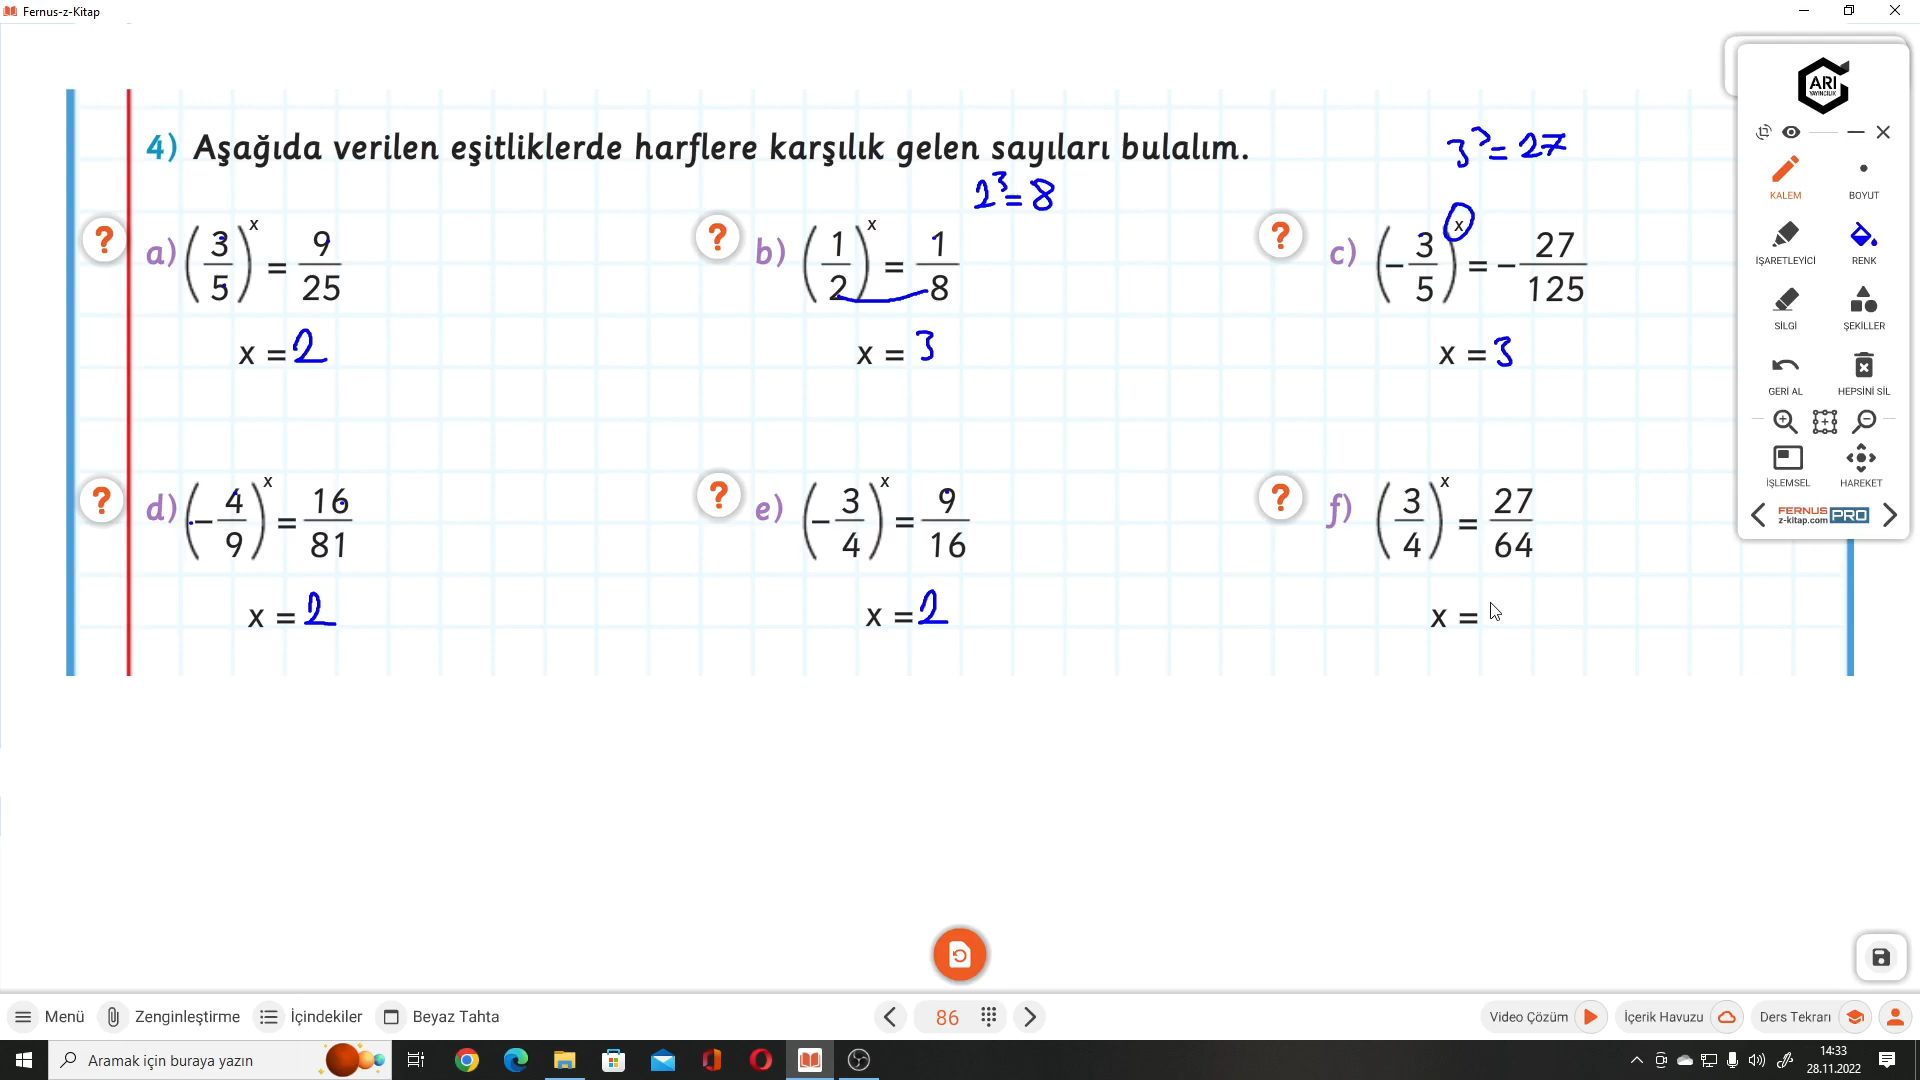 Fernus-z-Kitap
4) Aşağıda verilen eşitliklerde harflere karşılık gelen sayıları bulalım.
3³ = 27
2³ = 8
? a) (3/5)ˣ = 9/25
x = 2
? b) (1/2)ˣ = 1/8
x = 3
? c) (-3/5)ˣ = -27/125
x = 3
? d) (-4/9)ˣ = 16/81
x = 2
? e) (-3/4)ˣ = 9/16
x = 2
? f) (3/4)ˣ = 27/64
x =
ARI
YAYINCILIK
KALEM BOYUT
İŞARETLEYİCİ RENK
SİLGİ ŞEKİLLER
GERİ AL HEPSİNİ SİL
İŞLEMSEL HAREKET
FERNUS
z-kitap.com PRO
Menü Zenginleştirme İçindekiler Beyaz Tahta 86 Video Çözüm İçerik Havuzu Ders Tekrarı
Aramak için buraya yazın
14:33
28.11.2022